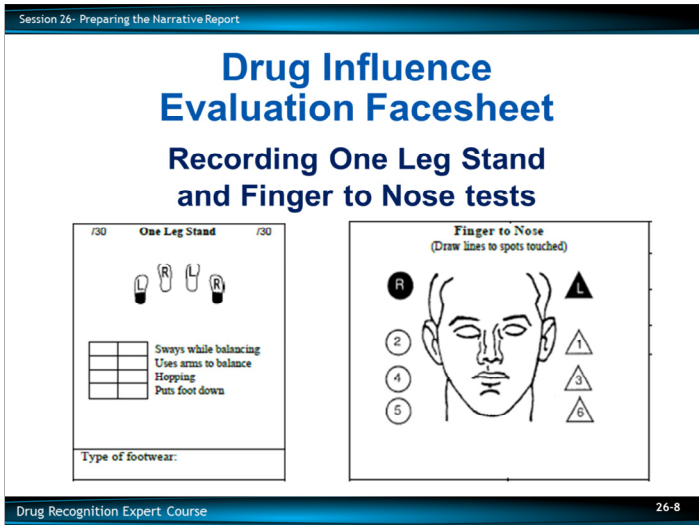 Session 26- Preparing the Narrative Report
Drug Influence
Evaluation Facesheet
Recording One Leg Stand
and Finger to Nose tests
/30 One Leg Stand /30
L R L R
Sways while balancing
Uses arms to balance
Hopping
Puts foot down
Type of footwear:
Finger to Nose
(Draw lines to spots touched)
R L
2 1
4 3
5 6
Drug Recognition Expert Course
26-8